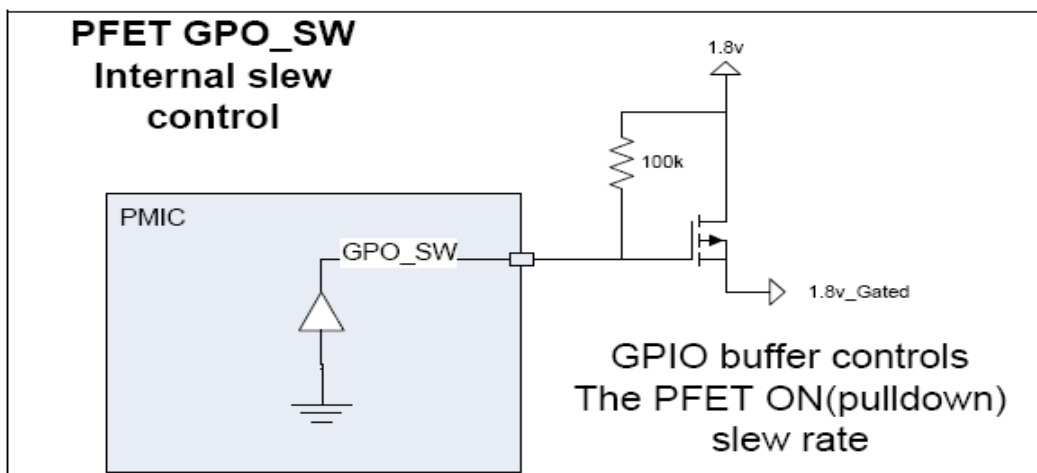 PFET GPO_SW
Internal slew
control
1.8v
100k
PMIC
GPO_SW
1.8v_Gated
GPIO buffer controls
The PFET ON(pulldown)
slew rate